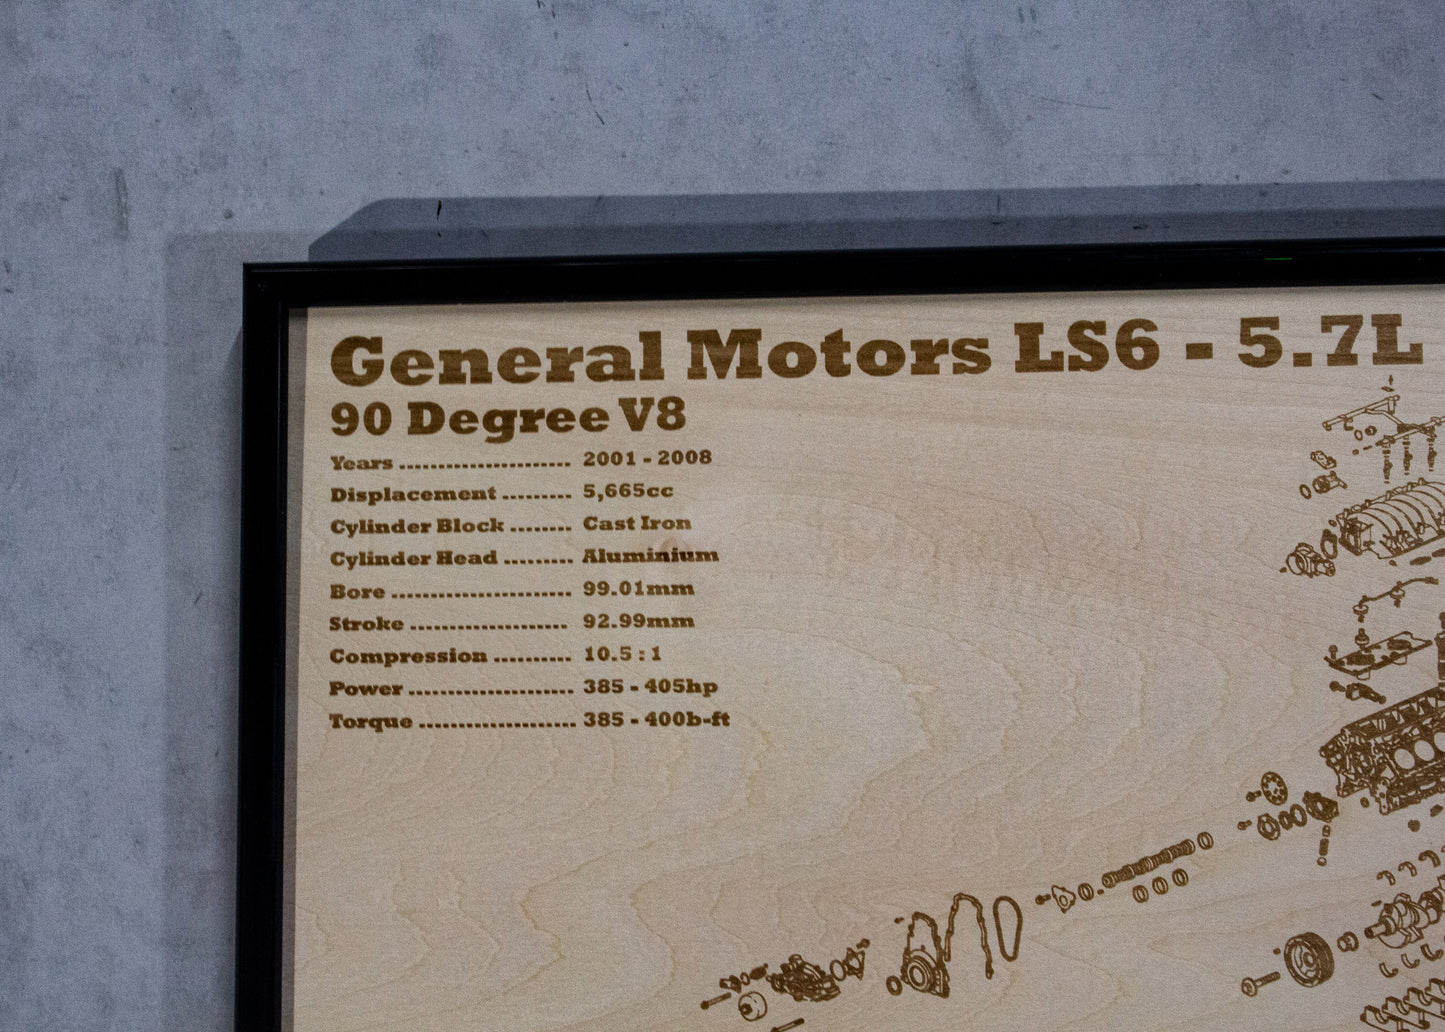 General Motors LS6 - 5.7L
90 Degree V8
Years ...................... 2001 - 2008
Displacement ......... 5,665cc
Cylinder Block ........ Cast Iron
Cylinder Head ......... Aluminium
Bore ....................... 99.01mm
Stroke .................... 92.99mm
Compression .......... 10.5 : 1
Power ..................... 385 - 405hp
Torque .................... 385 - 400b-ft